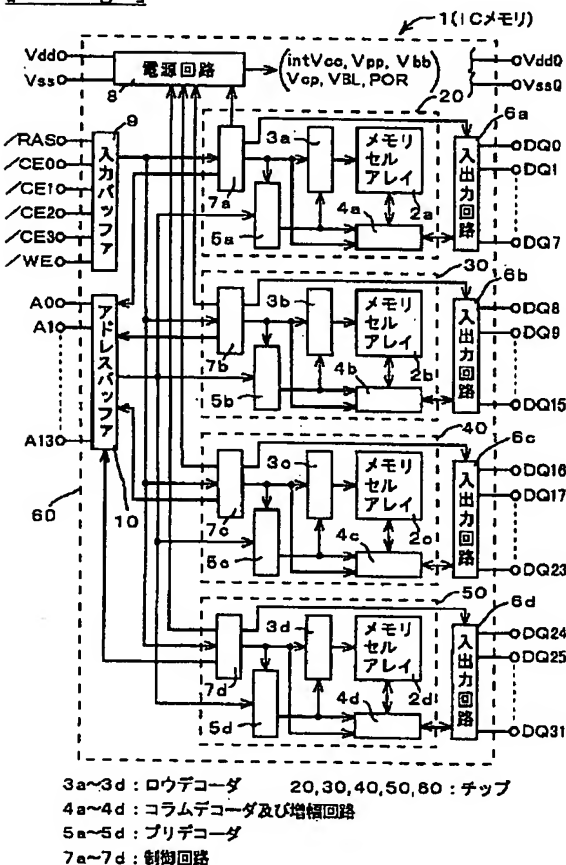 1(ICメモリ)
Vdd
Vss
電源回路
8
(intVcc, Vpp, Vbb
Vcp, VBL, POR)
VddQ
VssQ
20
6a
9
/RAS
/CE0
/CE1
/CE2
/CE3
/WE
入力バッファ
3a
メモリ
セル
アレイ
7a
5a
4a
2a
入出力回路
DQ0
DQ1
DQ7
30
6b
A0
A1
A13
アドレスバッファ
10
60
3b
メモリ
セル
アレイ
7b
5b
4b
2b
入出力回路
DQ8
DQ9
DQ15
40
6c
3c
メモリ
セル
アレイ
7c
5c
4c
2c
入出力回路
DQ16
DQ17
DQ23
50
6d
3d
メモリ
セル
アレイ
7d
5d
4d
2d
入出力回路
DQ24
DQ25
DQ31
3a~3d:ロウデコーダ 20,30,40,50,60:チップ
4a~4d:コラムデコーダ及び増幅回路
5a~5d:プリデコーダ
7a~7d:制御回路